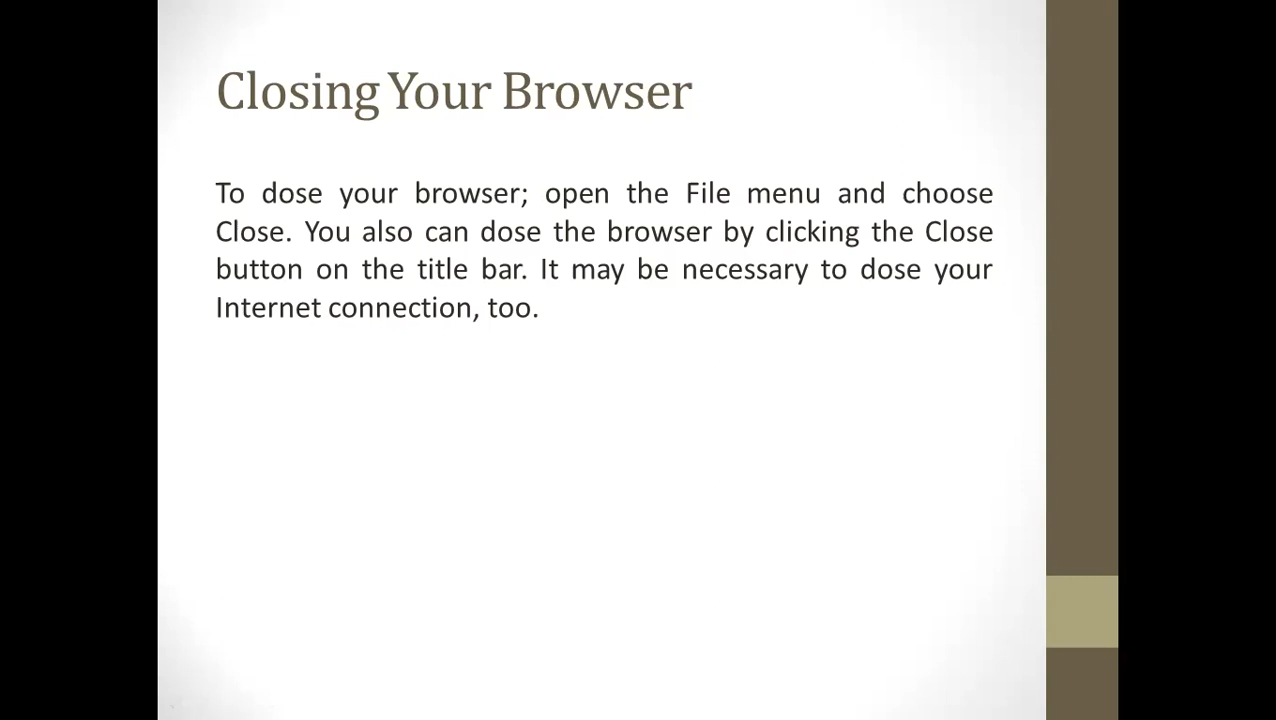 Closing Your Browser
To dose your browser; open the File menu and choose
Close. You also can dose the browser by clicking the Close
button on the title bar. It may be necessary to dose your
Internet connection, too.